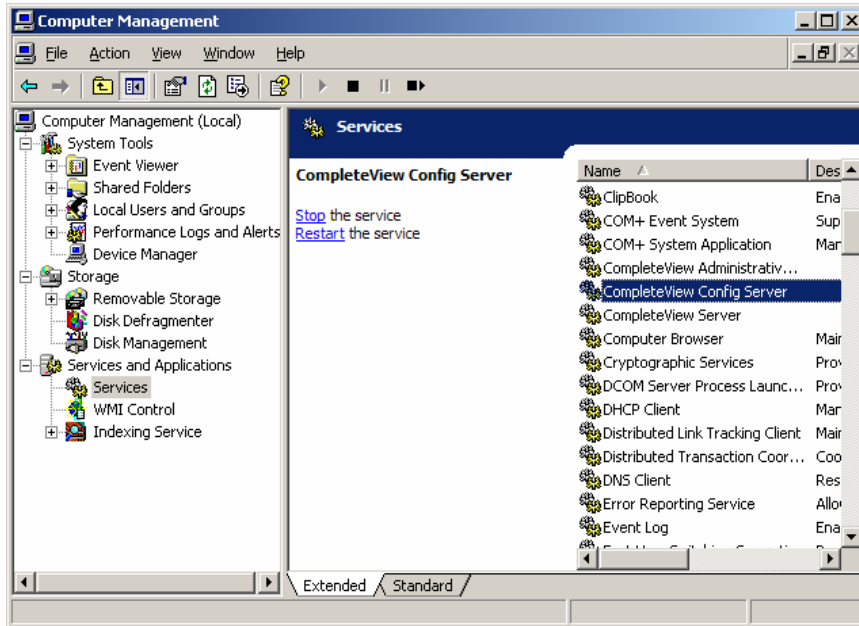 Computer Management
File Action View Window Help
Computer Management (Local)
System Tools
Event Viewer
Shared Folders
Local Users and Groups
Performance Logs and Alerts
Device Manager
Storage
Removable Storage
Disk Defragmenter
Disk Management
Services and Applications
Services
WMI Control
Indexing Service
Services
CompleteView Config Server
Stop the service
Restart the service
Name Des
ClipBook Ena
COM+ Event System Sup
COM+ System Application Mar
CompleteView Administrativ...
CompleteView Config Server
CompleteView Server
Computer Browser Mair
Cryptographic Services Prov
DCOM Server Process Launc... Prov
DHCP Client Mar
Distributed Link Tracking Client Mair
Distributed Transaction Coor... Coo
DNS Client Res
Error Reporting Service Allo
Event Log Ena
Extended Standard